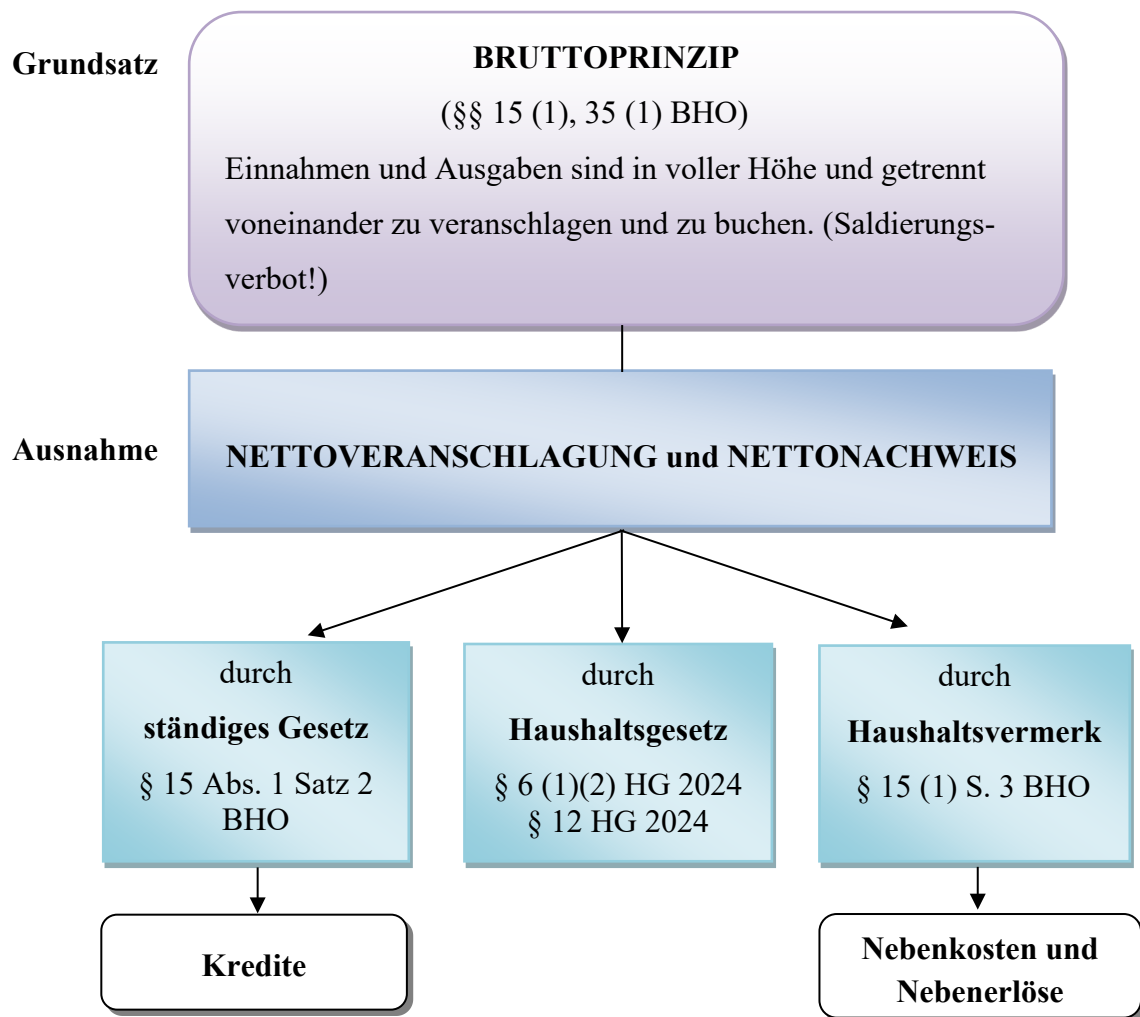 Grundsatz
BRUTTOPRINZIP
(§§ 15 (1), 35 (1) BHO)
Einnahmen und Ausgaben sind in voller Höhe und getrennt
voneinander zu veranschlagen und zu buchen. (Saldierungs-
verbot!)
Ausnahme
NETTOVERANSCHLAGUNG und NETTONACHWEIS
durch
ständiges Gesetz
§ 15 Abs. 1 Satz 2
BHO
durch
Haushaltsgesetz
§ 6 (1)(2) HG 2024
§ 12 HG 2024
durch
Haushaltsvermerk
§ 15 (1) S. 3 BHO
Kredite
Nebenkosten und
Nebenerlöse